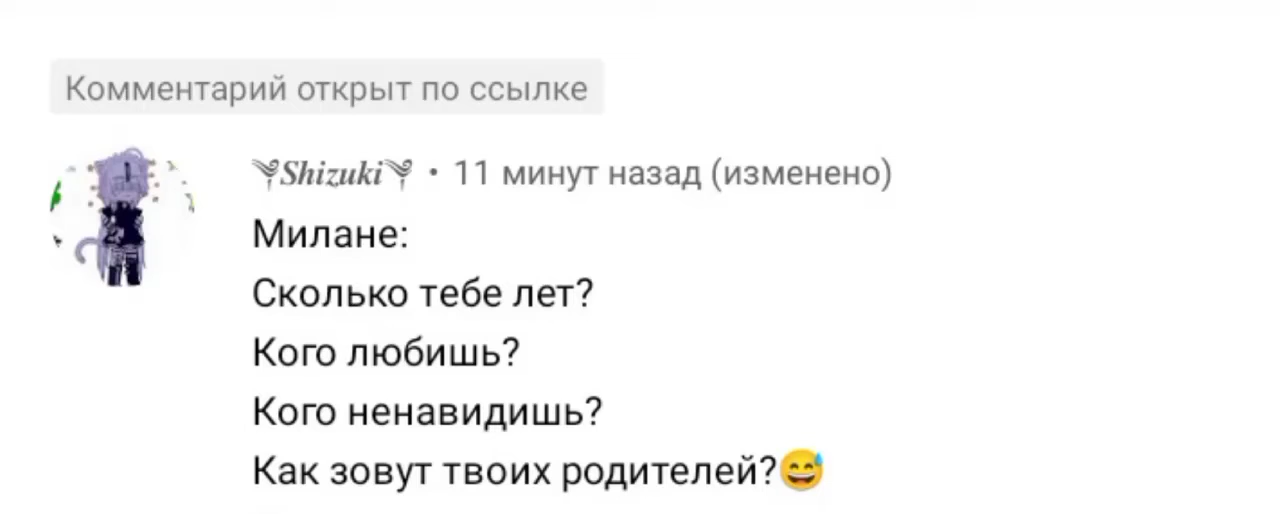 Комментарий открыт по ссылке
༒Shizuki༒ • 11 минут назад (изменено)
Милане:
Сколько тебе лет?
Кого любишь?
Кого ненавидишь?
Как зовут твоих родителей?😅